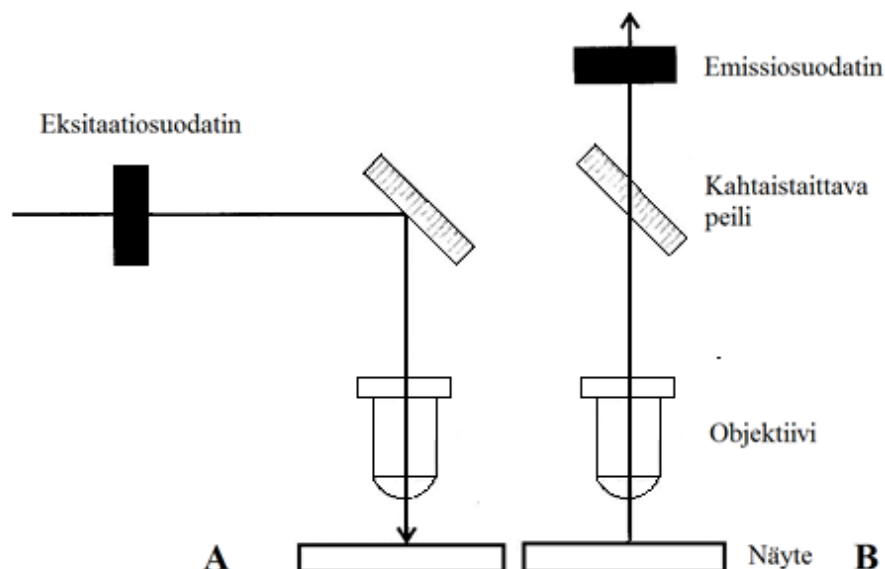 Emissiosuodatin
Eksitaatiosuodatin
Kahtaistaittava
peili
Objektiivi
A
Näyte
B